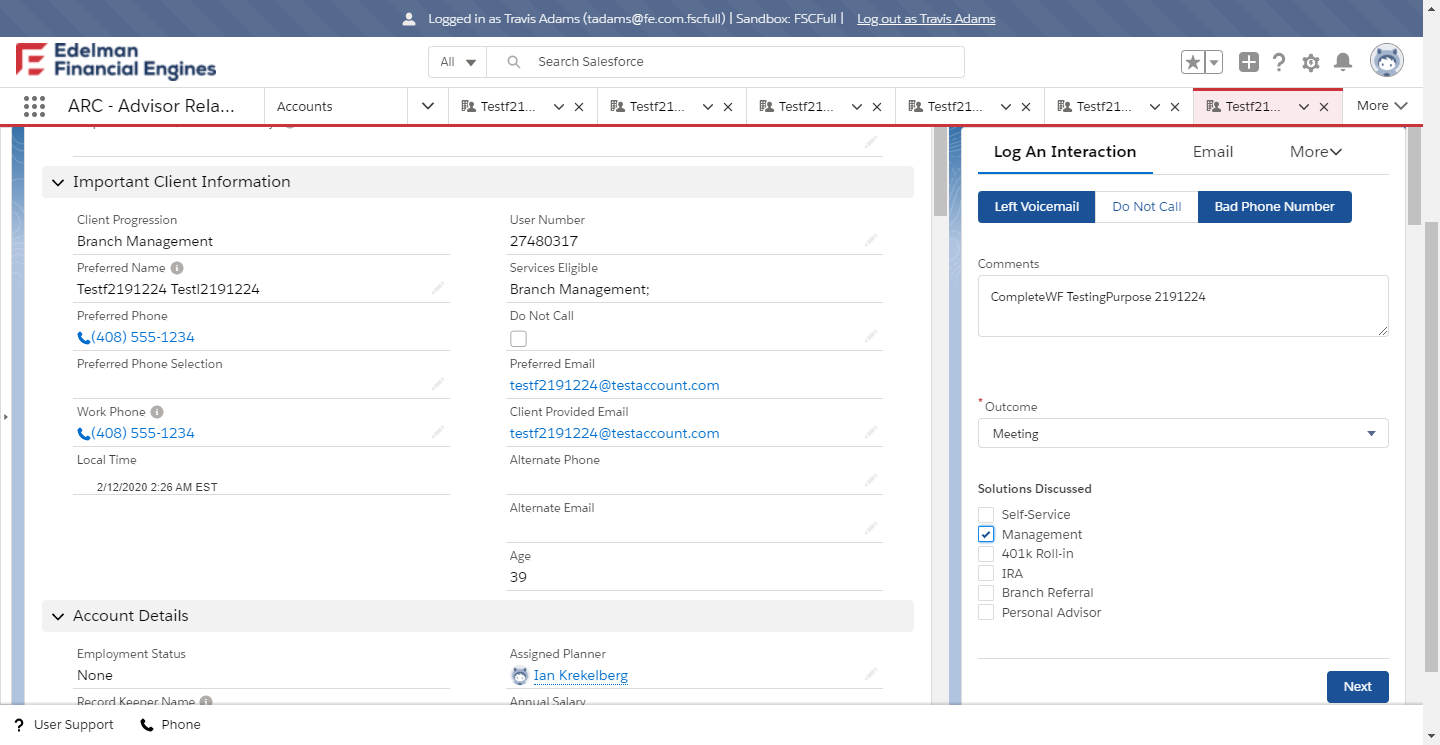 Logged in as Travis Adams (tadams@fe.com.fscfull) | Sandbox: FSCFull | Log out as Travis Adams
Edelman
Financial Engines
All
Search Salesforce
ARC - Advisor Rela...
Accounts
Testf21...
Testf21...
Testf21...
Testf21...
Testf21...
Testf21...
More
Important Client Information
Client Progression
Branch Management
User Number
27480317
Preferred Name
Testf2191224 Testl2191224
Services Eligible
Branch Management;
Preferred Phone
(408) 555-1234
Do Not Call
Preferred Phone Selection
Preferred Email
testf2191224@testaccount.com
Work Phone
(408) 555-1234
Client Provided Email
testf2191224@testaccount.com
Local Time
2/12/2020 2:26 AM EST
Alternate Phone
Alternate Email
Age
39
Account Details
Employment Status
None
Assigned Planner
Ian Krekelberg
Record Keeper Name
Annual Salary
Log An Interaction
Email
More
Left Voicemail
Do Not Call
Bad Phone Number
Comments
CompleteWF TestingPurpose 2191224
* Outcome
Meeting
Solutions Discussed
Self-Service
Management
401k Roll-in
IRA
Branch Referral
Personal Advisor
Next
? User Support
Phone